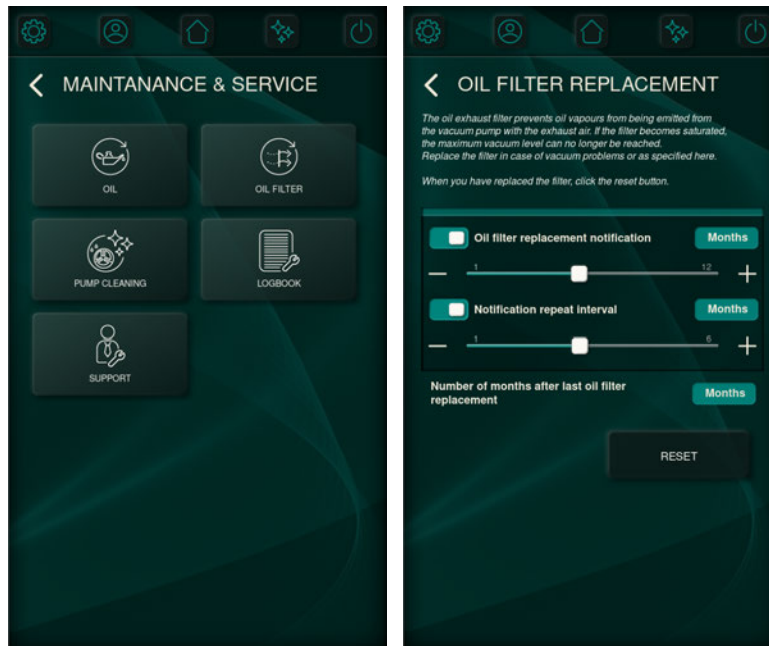 MAINTANANCE & SERVICE
OIL
OIL FILTER
PUMP CLEANING
LOGBOOK
SUPPORT
OIL FILTER REPLACEMENT
The oil exhaust filter prevents oil vapours from being emitted from
the vacuum pump with the exhaust air. If the filter becomes saturated,
the maximum vacuum level can no longer be reached.
Replace the filter in case of vacuum problems or as specified here.
When you have replaced the filter, click the reset button.
Oil filter replacement notification Months
1 12
Notification repeat interval Months
1 6
Number of months after last oil filter
replacement
Months
RESET